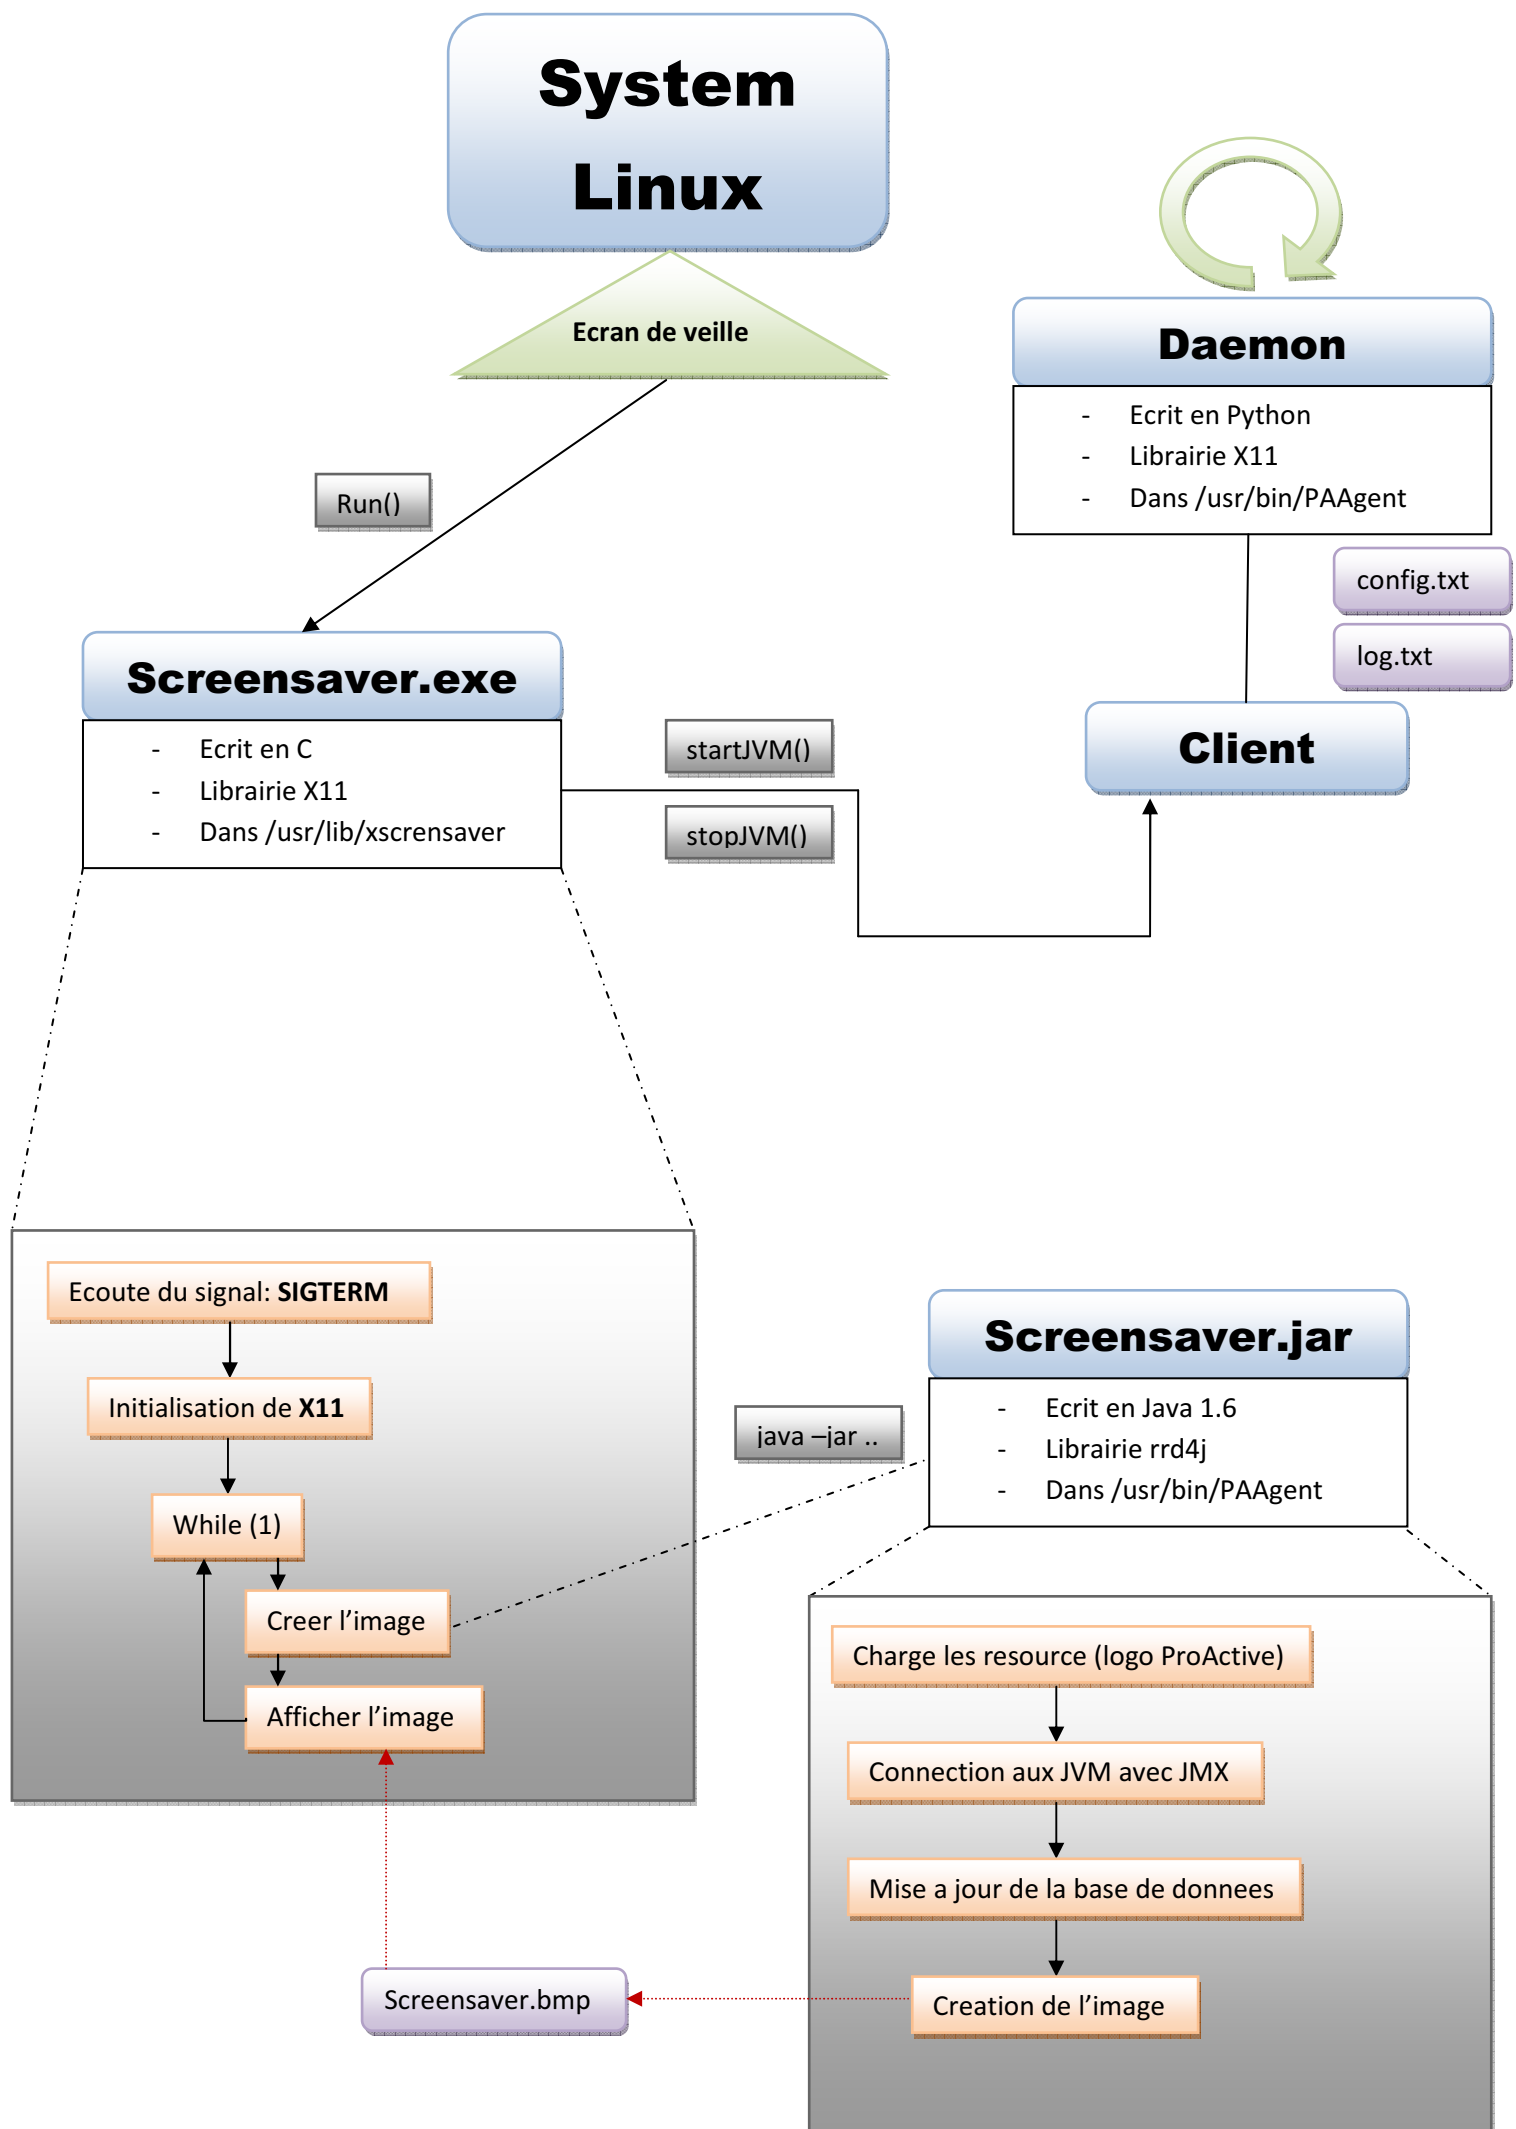 System
Linux
Ecran de veille
Daemon
- Ecrit en Python
- Librairie X11
- Dans /usr/bin/PAAgent
Run()
config.txt
log.txt
Screensaver.exe
- Ecrit en C
- Librairie X11
- Dans /usr/lib/xscrensaver
startJVM()
stopJVM()
Client
Ecoute du signal: SIGTERM
Initialisation de X11
While (1)
Creer l’image
Afficher l’image
java –jar ..
Screensaver.jar
- Ecrit en Java 1.6
- Librairie rrd4j
- Dans /usr/bin/PAAgent
Charge les resource (logo ProActive)
Connection aux JVM avec JMX
Mise a jour de la base de donnees
Creation de l’image
Screensaver.bmp